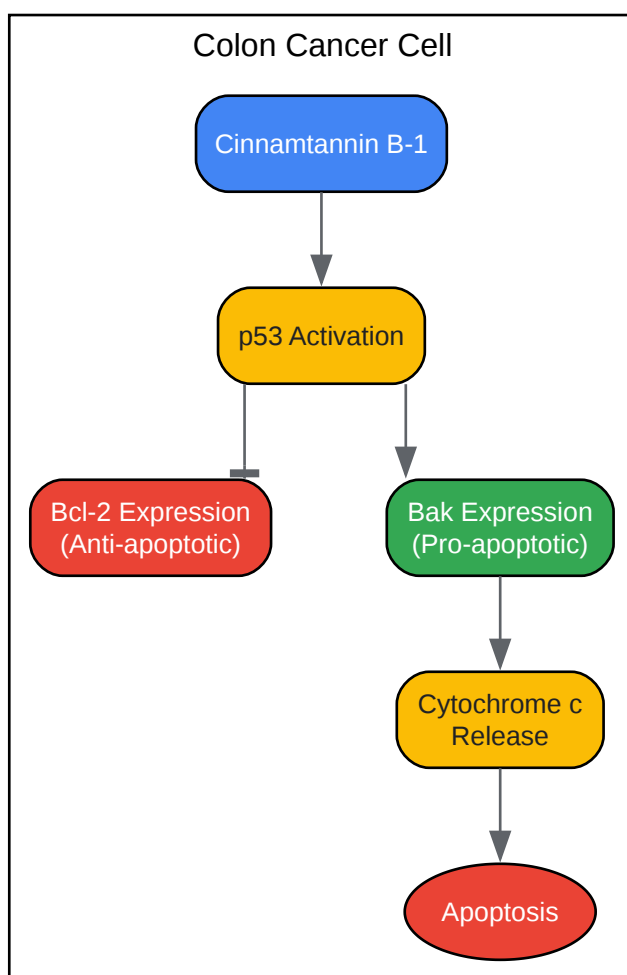 Colon Cancer Cell
Cinnamtannin B-1
p53 Activation
Bcl-2 Expression
(Anti-apoptotic)
Bak Expression
(Pro-apoptotic)
Cytochrome c
Release
Apoptosis